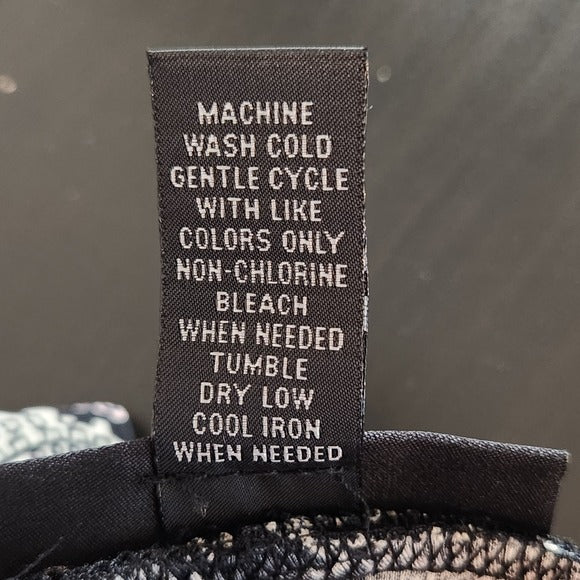 MACHINE
WASH COLD
GENTLE CYCLE
WITH LIKE
COLORS ONLY
NON-CHLORINE
BLEACH
WHEN NEEDED
TUMBLE
DRY LOW
COOL IRON
WHEN NEEDED